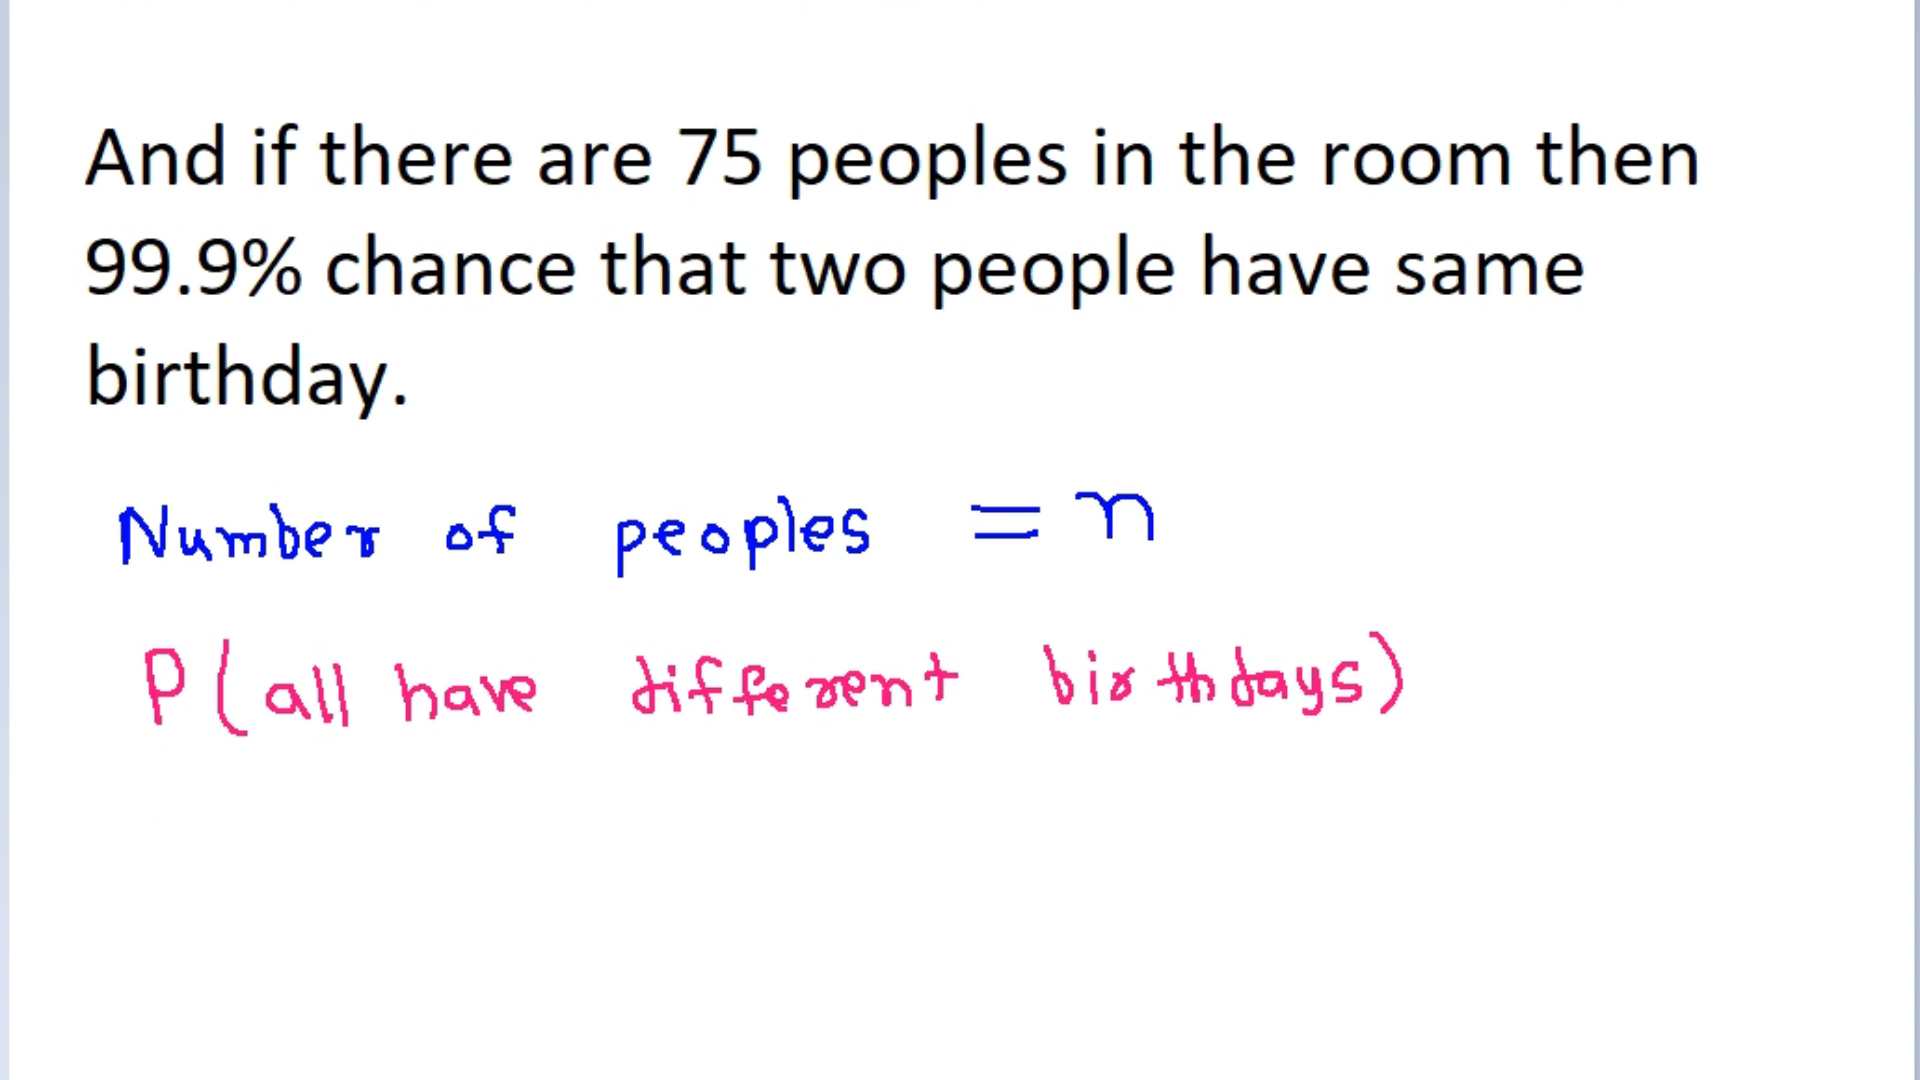 And if there are 75 peoples in the room then
99.9% chance that two people have same
birthday.
Number of peoples = n
P(all have different birthdays)